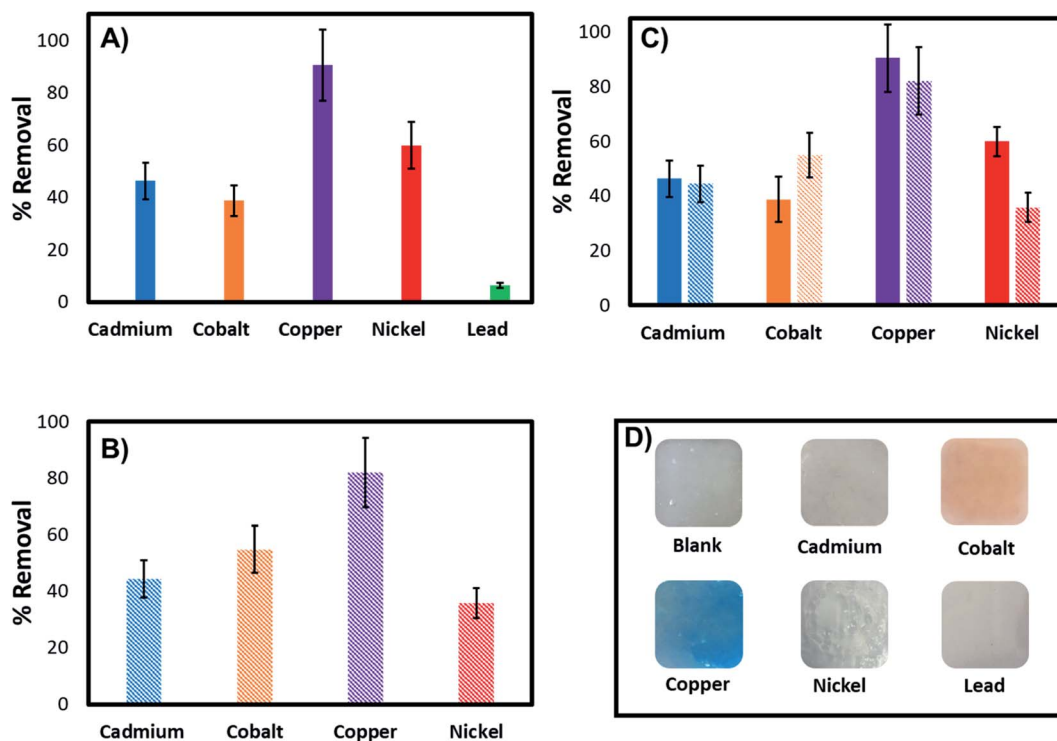 A)
% Removal
100
80
60
40
20
0
Cadmium Cobalt Copper Nickel Lead
C)
% Removal
100
80
60
40
20
0
Cadmium Cobalt Copper Nickel
B)
% Removal
100
80
60
40
20
0
Cadmium Cobalt Copper Nickel
D)
Blank Cadmium Cobalt
Copper Nickel Lead